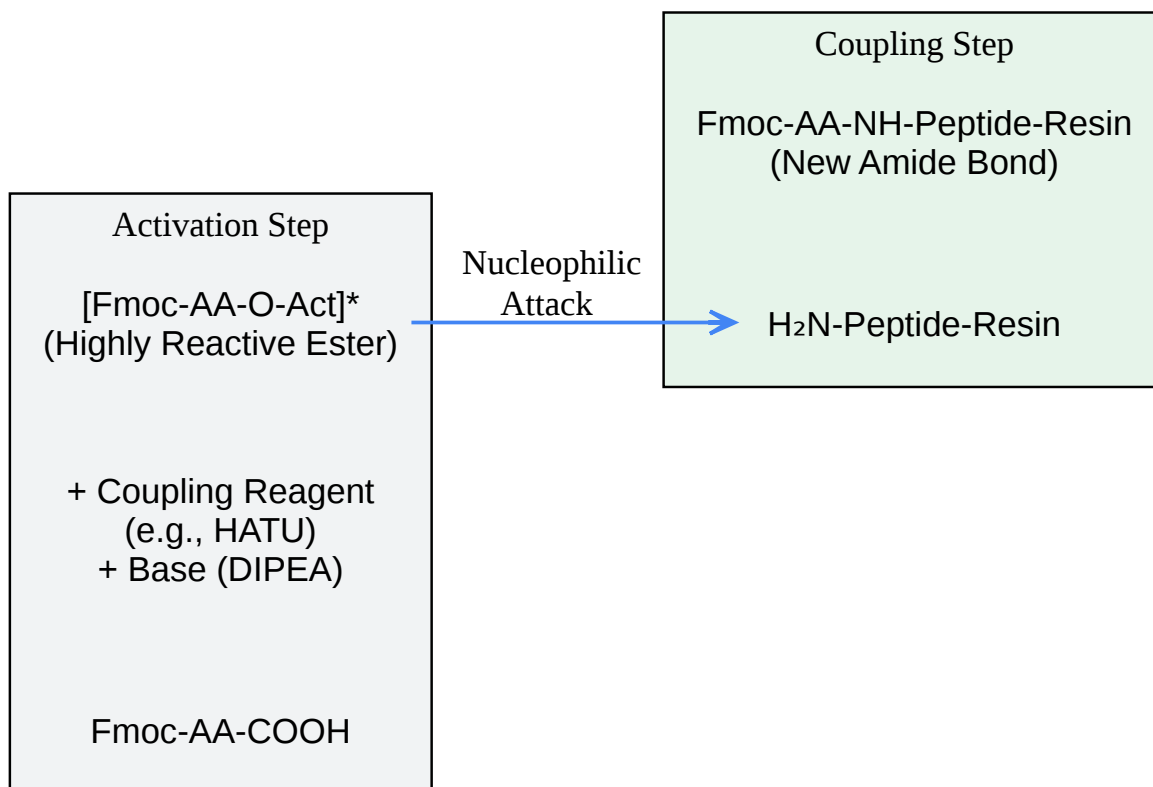 Activation Step
[Fmoc-AA-O-Act]*
(Highly Reactive Ester)
+ Coupling Reagent
(e.g., HATU)
+ Base (DIPEA)
Fmoc-AA-COOH
Nucleophilic
Attack
Coupling Step
Fmoc-AA-NH-Peptide-Resin
(New Amide Bond)
H₂N-Peptide-Resin